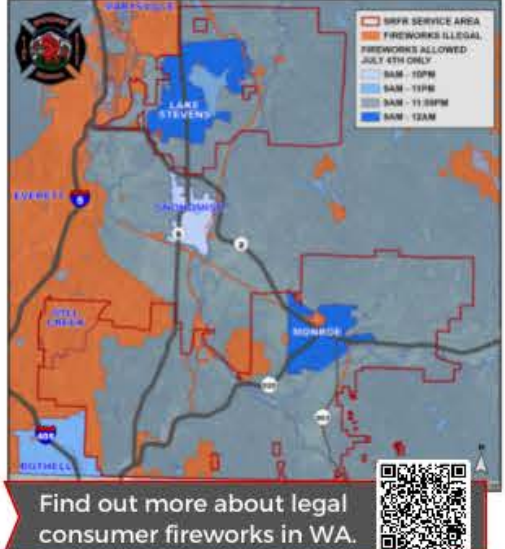 MARYSVILLE
SRFR SERVICE AREA
FIREWORKS ILLEGAL
FIREWORKS ALLOWED
JULY 4TH ONLY
9AM - 10PM
9AM - 11PM
9AM - 11:59PM
9AM - 12AM
LAKE
STEVENS
EVERETT
5
SNOHOMISH
9
2
MILL
CREEK
MONROE
522
203
405
BOTHELL
N
Find out more about legal
consumer fireworks in WA.